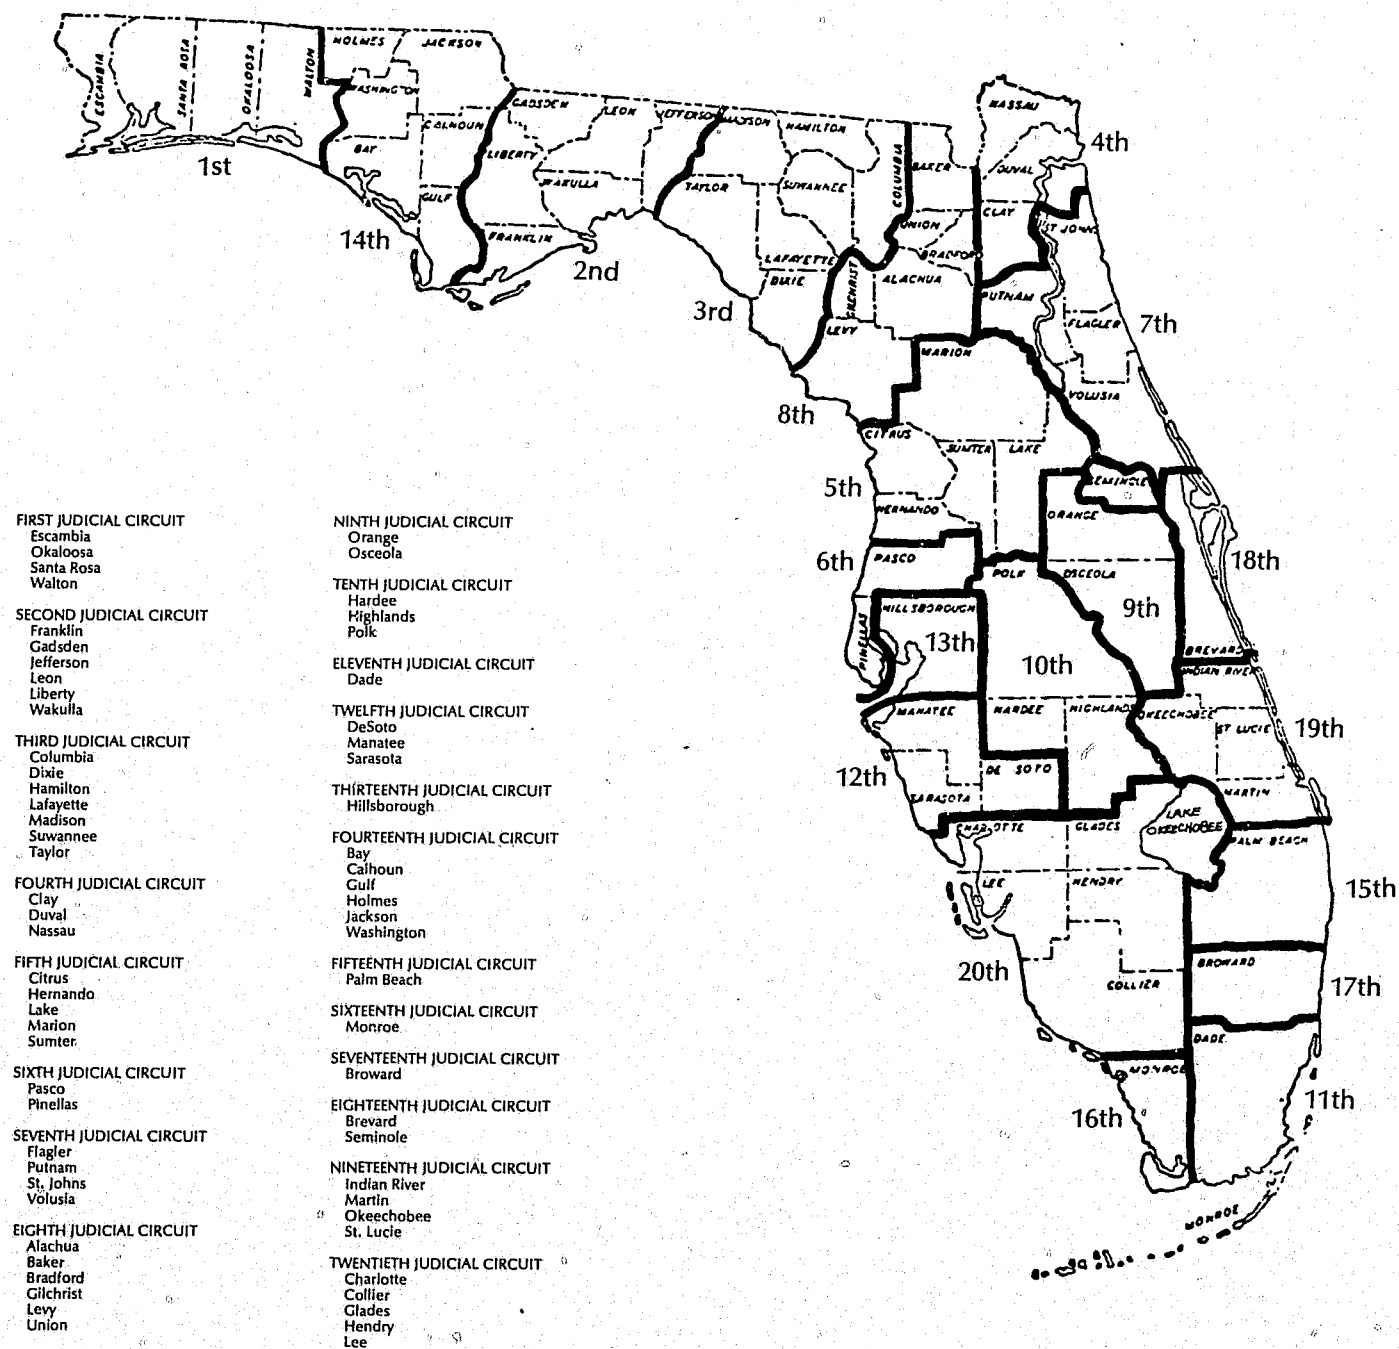 HOLMES
JACKSON
ESCAMBIA
SANTA ROSA
OKALOOSA
WALTON
WASHINGTON
BAY
CALHOUN
GULF
GADSDEN
LEON
JEFFERSON
MADISON
HAMILTON
LIBERTY
WAKULLA
FRANKLIN
TAYLOR
SUWANNEE
COLUMBIA
LAFAYETTE
DIXIE
NASSAU
BAKER
DUVAL
UNION
CLAY
ST JOHNS
BRADFORD
GILCHRIST
ALACHUA
PUTNAM
LEVY
FLAGLER
MARION
VOLUSIA
CITRUS
SUMTER
LAKE
SEMINOLE
HERNANDO
ORANGE
PASCO
POLK
OSCEOLA
HILLSBOROUGH
PINELLAS
BREVARD
INDIAN RIVER
MANATEE
HARDEE
HIGHLANDS
OKEECHOBEE
ST LUCIE
DE SOTO
SARASOTA
MARTIN
LAKE
OKEECHOBEE
CHARLOTTE
GLADES
PALM BEACH
LEE
HENDRY
BROWARD
COLLIER
DADE
MONROE
MONROE
1st
14th
2nd
3rd
4th
7th
8th
5th
6th
18th
9th
13th
10th
19th
12th
15th
20th
17th
16th
11th
FIRST JUDICIAL CIRCUIT
Escambia
Okaloosa
Santa Rosa
Walton
SECOND JUDICIAL CIRCUIT
Franklin
Gadsden
Jefferson
Leon
Liberty
Wakulla
THIRD JUDICIAL CIRCUIT
Columbia
Dixie
Hamilton
Lafayette
Madison
Suwannee
Taylor
FOURTH JUDICIAL CIRCUIT
Clay
Duval
Nassau
FIFTH JUDICIAL CIRCUIT
Citrus
Hernando
Lake
Marion
Sumter
SIXTH JUDICIAL CIRCUIT
Pasco
Pinellas
SEVENTH JUDICIAL CIRCUIT
Flagler
Putnam
St. Johns
Volusia
EIGHTH JUDICIAL CIRCUIT
Alachua
Baker
Bradford
Gilchrist
Levy
Union
NINTH JUDICIAL CIRCUIT
Orange
Osceola
TENTH JUDICIAL CIRCUIT
Hardee
Highlands
Polk
ELEVENTH JUDICIAL CIRCUIT
Dade
TWELFTH JUDICIAL CIRCUIT
DeSoto
Manatee
Sarasota
THIRTEENTH JUDICIAL CIRCUIT
Hillsborough
FOURTEENTH JUDICIAL CIRCUIT
Bay
Calhoun
Gulf
Holmes
Jackson
Washington
FIFTEENTH JUDICIAL CIRCUIT
Palm Beach
SIXTEENTH JUDICIAL CIRCUIT
Monroe
SEVENTEENTH JUDICIAL CIRCUIT
Broward
EIGHTEENTH JUDICIAL CIRCUIT
Brevard
Seminole
NINETEENTH JUDICIAL CIRCUIT
Indian River
Martin
Okeechobee
St. Lucie
TWENTIETH JUDICIAL CIRCUIT
Charlotte
Collier
Glades
Hendry
Lee